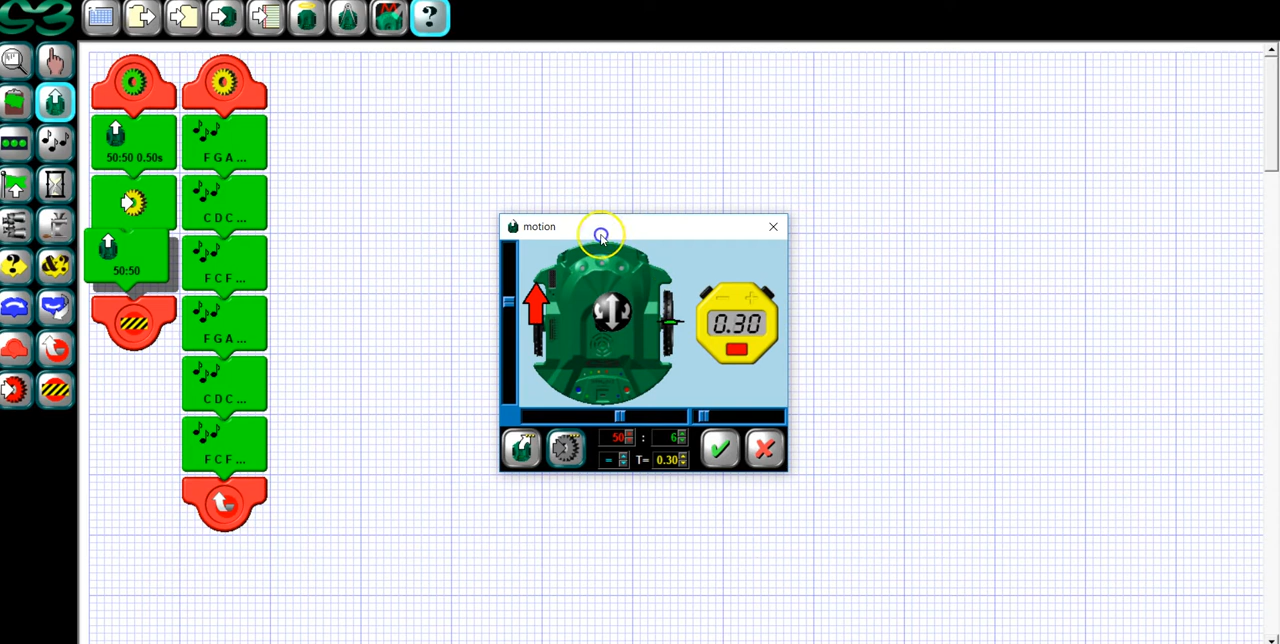 ?
50:50 0.50s
F G A ...
C D C ...
50:50
F C F ...
F G A ...
C D C ...
F C F ...
motion
- +
0.30
50 : 6
= T= 0.30